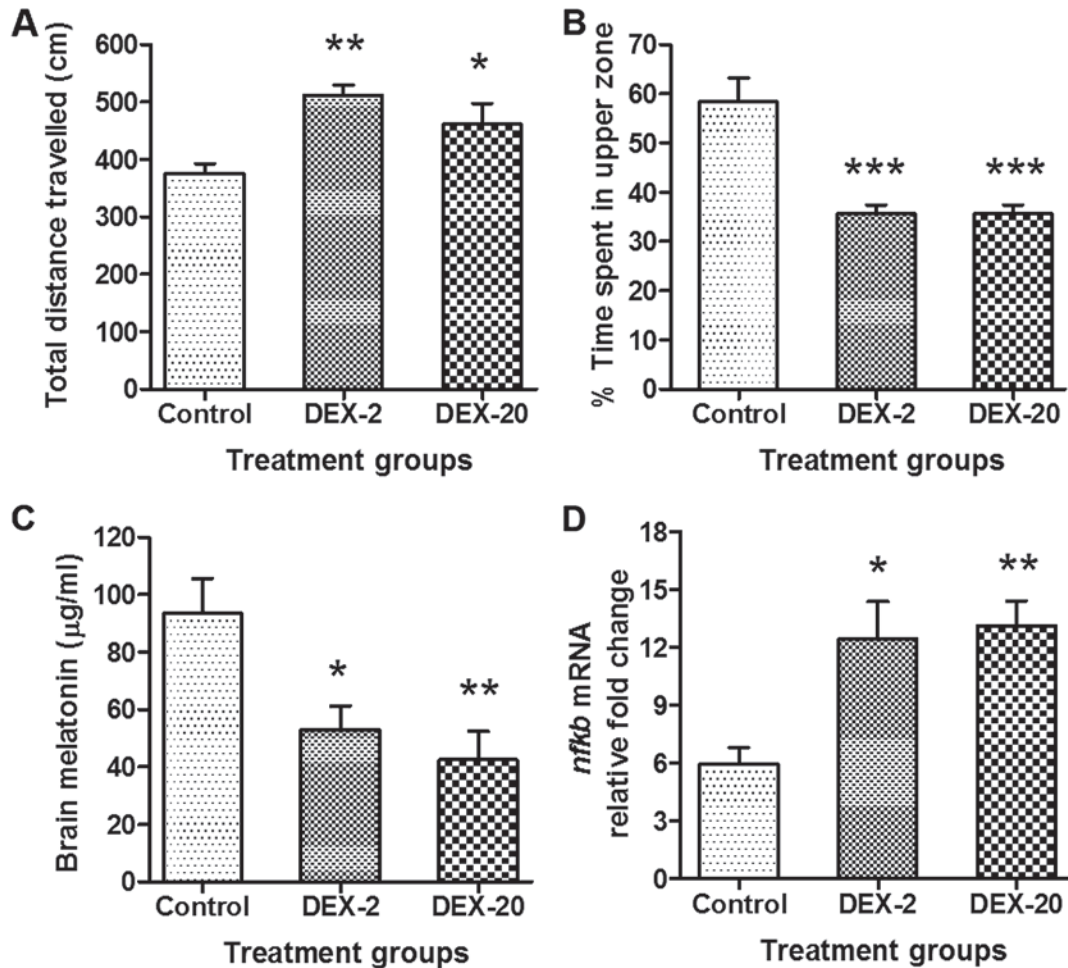 A
Total distance travelled (cm)
600
500
400
300
200
100
0
**
*
Control DEX-2 DEX-20
Treatment groups
B
% Time spent in upper zone
70
60
50
40
30
20
10
0
*** ***
Control DEX-2 DEX-20
Treatment groups
C
Brain melatonin (µg/ml)
120
100
80
60
40
20
0
*
**
Control DEX-2 DEX-20
Treatment groups
D
nfkb mRNA
relative fold change
18
15
12
9
6
3
0
*
**
Control DEX-2 DEX-20
Treatment groups